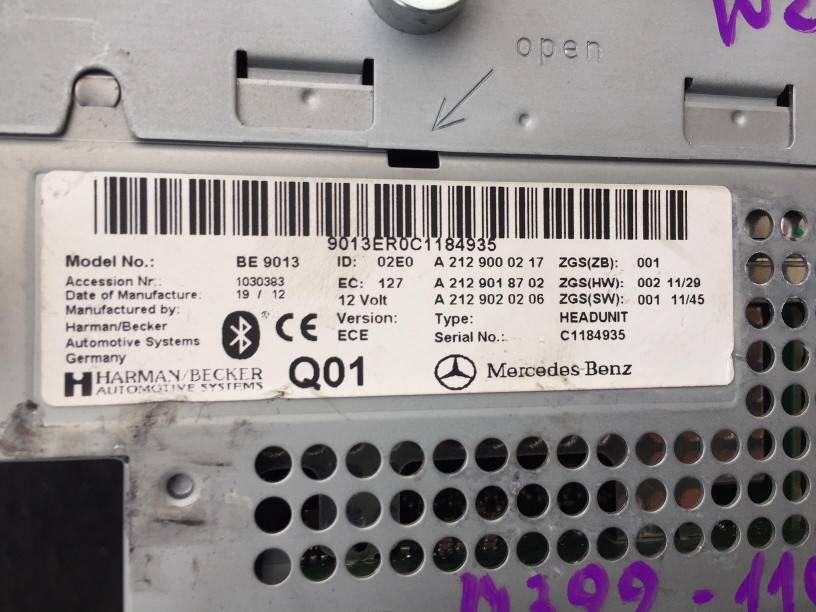 open
9013ER0C1184935
Model No.: BE 9013 ID: 02E0 A 212 900 02 17 ZGS(ZB): 001
Accession Nr.: 1030383 EC: 127 A 212 901 87 02 ZGS(HW): 002 11/29
Date of Manufacture: 19 / 12 12 Volt A 212 902 02 06 ZGS(SW): 001 11/45
Manufactured by: Version: Type: HEADUNIT
Harman/Becker ECE Serial No.: C1184935
Automotive Systems
Germany
HARMAN/BECKER Q01 Mercedes-Benz
AUTOMOTIVE SYSTEMS